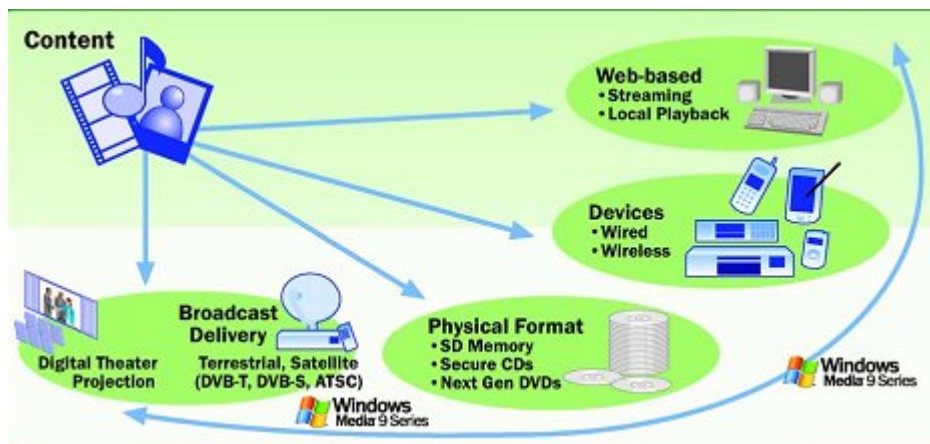 Content
Web-based
• Streaming
• Local Playback
Devices
• Wired
• Wireless
Broadcast
Delivery
Digital Theater
Projection
Terrestrial, Satellite
(DVB-T, DVB-S, ATSC)
Physical Format
• SD Memory
• Secure CDs
• Next Gen DVDs
Windows
Media 9 Series
Windows
Media 9 Series